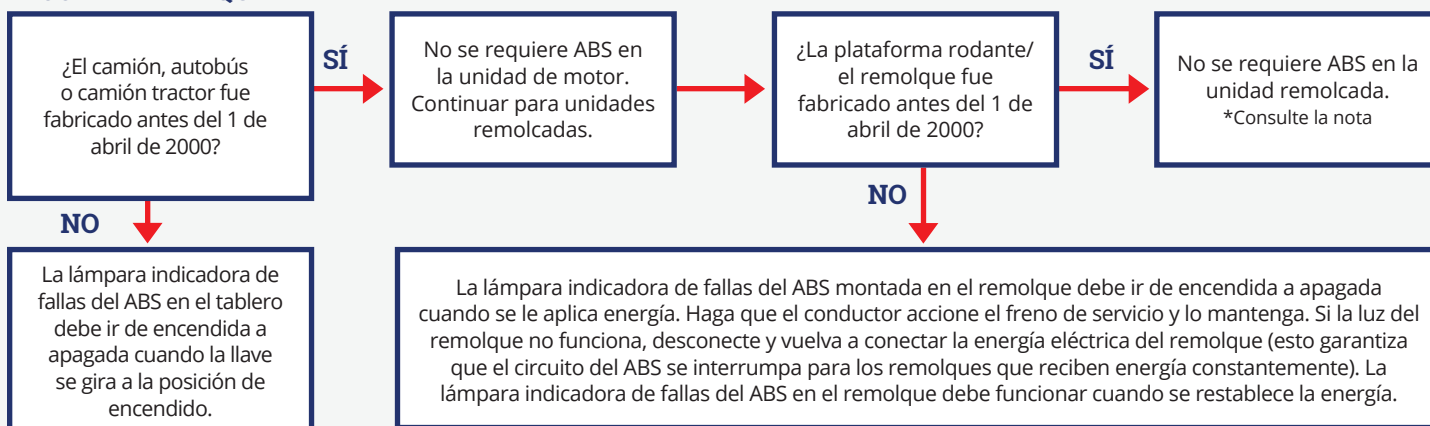 ¿El camión, autobús
o camión tractor fue
fabricado antes del 1 de
abril de 2000?
SÍ
No se requiere ABS en
la unidad de motor.
Continuar para unidades
remolcadas.
¿La plataforma rodante/
el remolque fue
fabricado antes del 1 de
abril de 2000?
SÍ
No se requiere ABS en la
unidad remolcada.
*Consulte la nota
NO
NO
La lámpara indicadora de
fallas del ABS en el tablero
debe ir de encendida a
apagada cuando la llave
se gira a la posición de
encendido.
La lámpara indicadora de fallas del ABS montada en el remolque debe ir de encendida a apagada
cuando se le aplica energía. Haga que el conductor accione el freno de servicio y lo mantenga. Si la luz del
remolque no funciona, desconecte y vuelva a conectar la energía eléctrica del remolque (esto garantiza
que el circuito del ABS se interrumpa para los remolques que reciben energía constantemente). La
lámpara indicadora de fallas del ABS en el remolque debe funcionar cuando se restablece la energía.